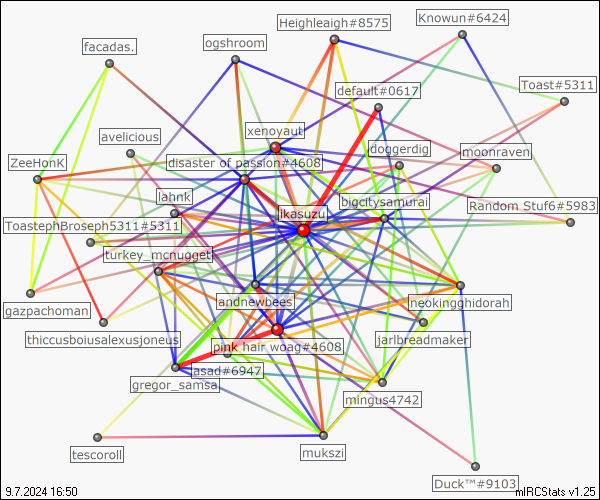 Heighleaigh#8575
Knowun#6424
facadas.
ogshroom
default#0617
Toast#5311
avelicious
xenoyaut
doggerdig
moonraven
ZeeHonK
disaster of passion#4608
jahnk
bigcitysamurai
Random Stuf6#5983
ToastephBroseph5311#5311
jkasuzu
turkey_mcnugget
gazpachoman
andnewbees
neokingghidorah
thiccusboiusalexusjoneus
pink hair woag#4608
jarlbreadmaker
asad#6947
gregor_samsa
mingus4742
tescoroll
mukszi
Duck™#9103
9.7.2024 16:50
mIRCStats v1.25